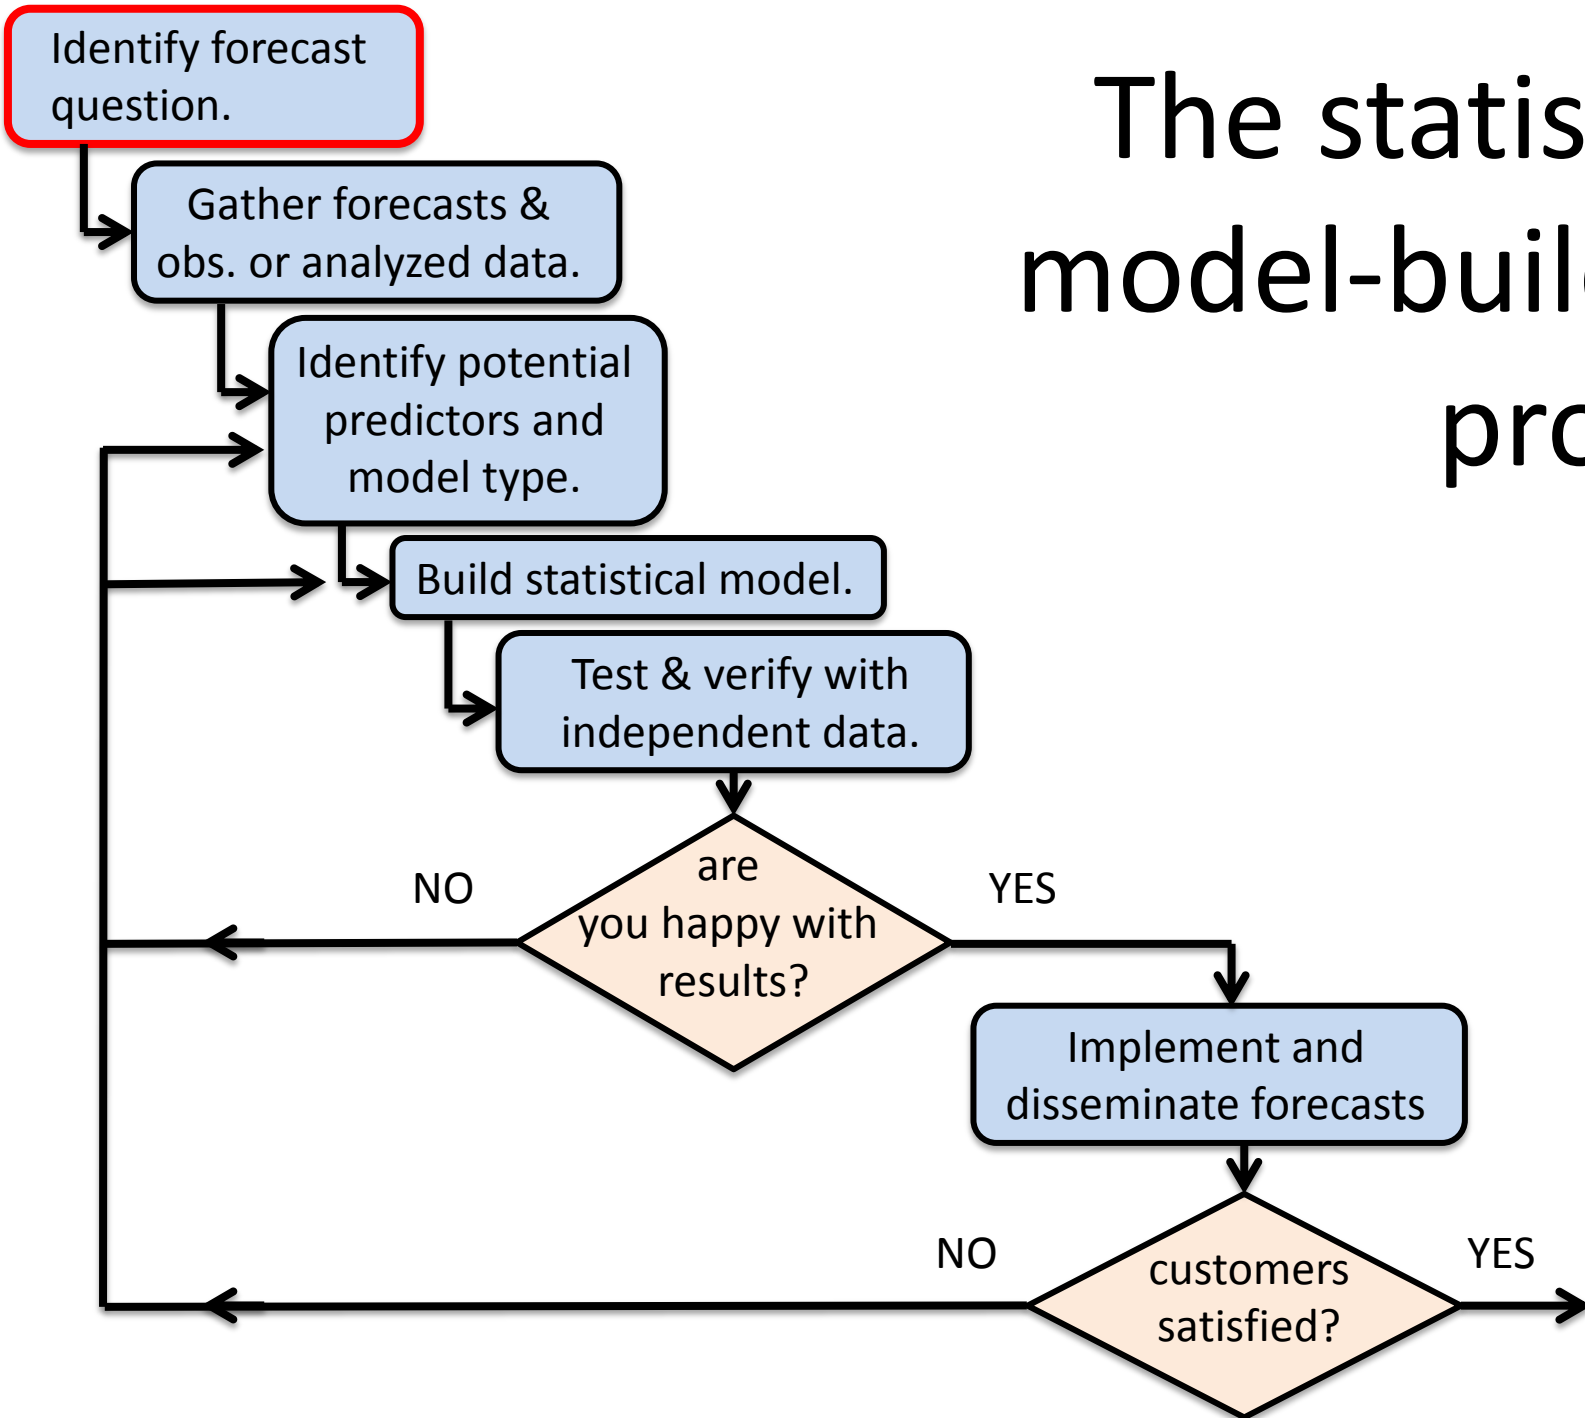 Identify forecast
question.
The statis
model-buil
pro
Gather forecasts &
obs. or analyzed data.
Identify potential
predictors and
model type.
Build statistical model.
Test & verify with
independent data.
are
you happy with
results?
NO
YES
Implement and
disseminate forecasts
customers
satisfied?
NO
YES